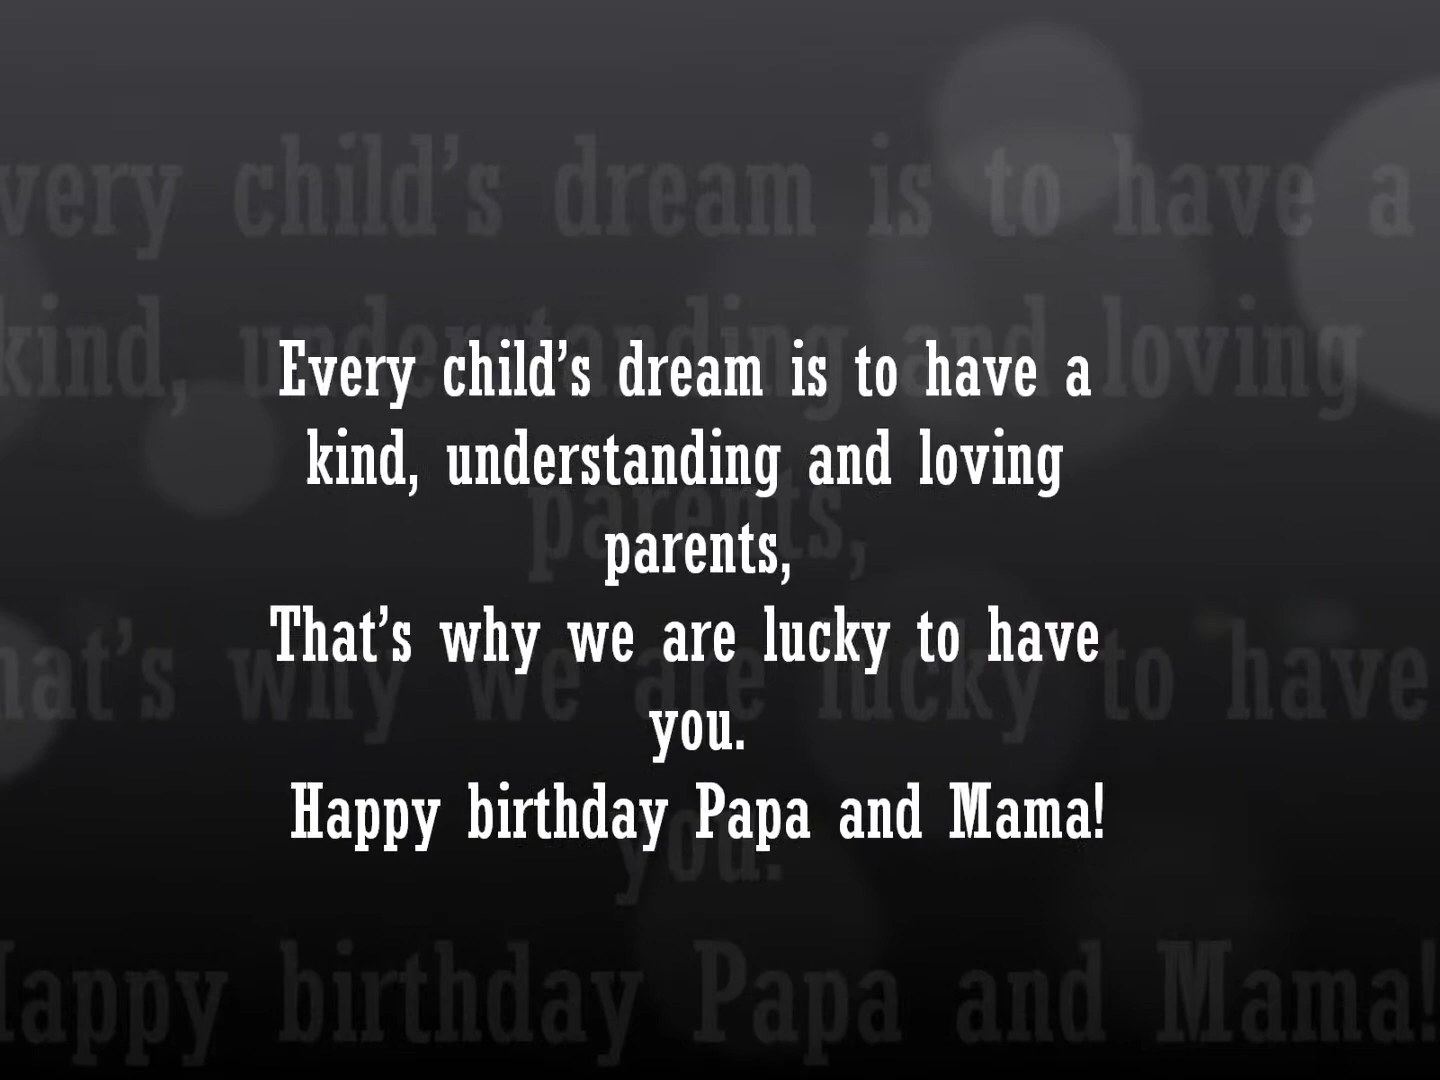 Every child’s dream is to have a
kind, understanding and loving
parents,
That’s why we are lucky to have
you.
Happy birthday Papa and Mama!